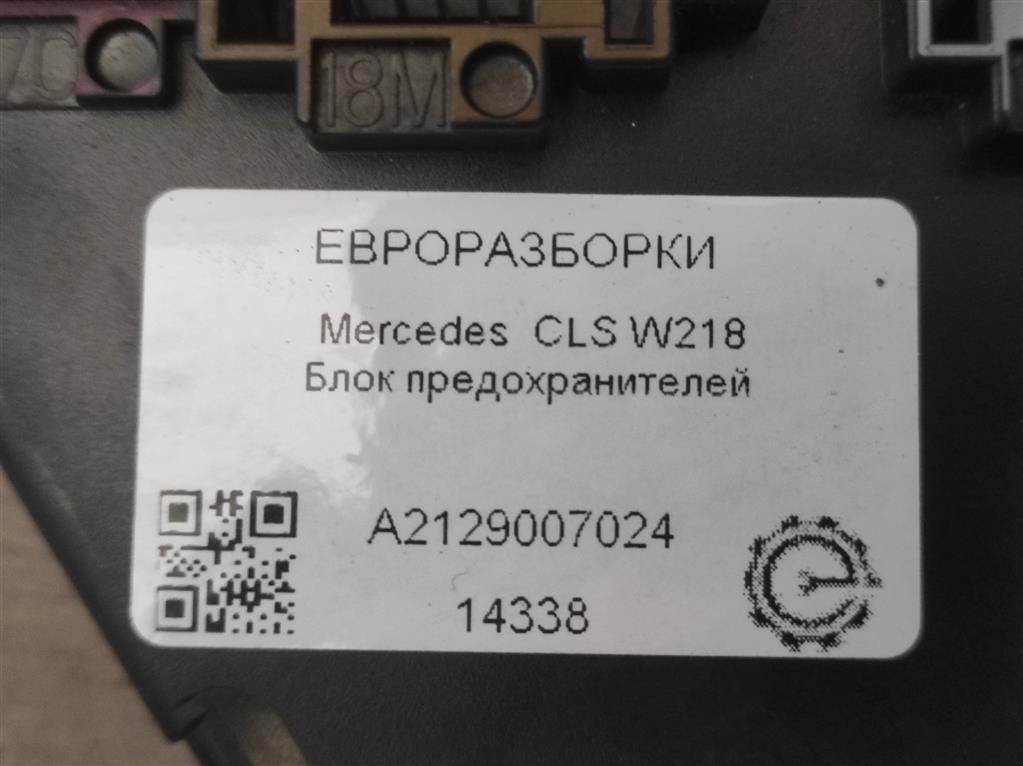 18M
ЕВРОРАЗБОРКИ
Mercedes CLS W218
Блок предохранителей
A2129007024
14338